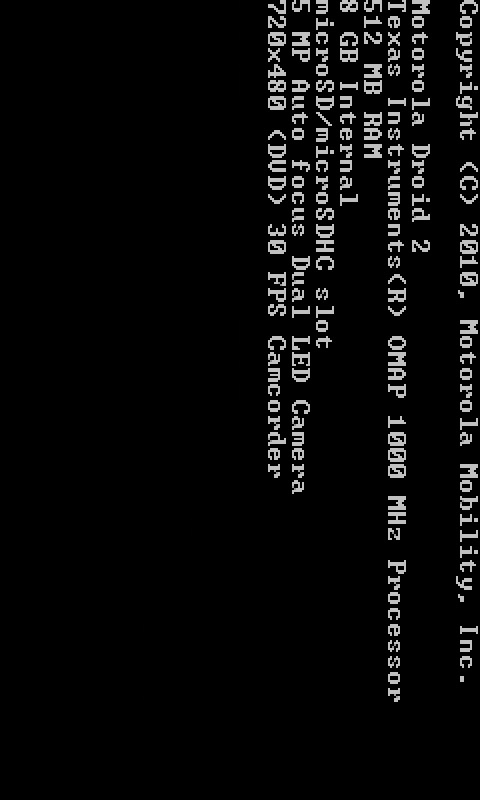 Copyright (C) 2010, Motorola Mobility, Inc.
Motorola Droid 2
Texas Instruments(R) OMAP 1000 MHz Processor
512 MB RAM
8 GB Internal
microSD/microSDHC slot
5 MP Auto focus Dual LED Camera
720x480 (DVD) 30 FPS Camcorder